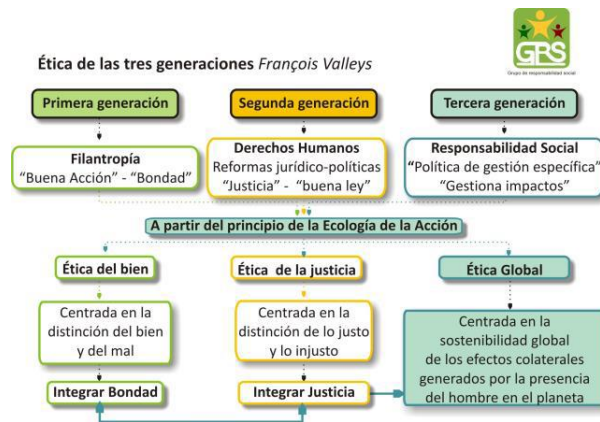 GRS
Grupo de responsabilidad social
Ética de las tres generaciones François Valleys
Primera generación
Segunda generación
Tercera generación
Filantropía
“Buena Acción” - “Bondad”
Derechos Humanos
Reformas jurídico-políticas
“Justicia” - “buena ley”
Responsabilidad Social
“Política de gestión específica”
“Gestiona impactos”
A partir del principio de la Ecología de la Acción
Ética del bien
Ética de la justicia
Ética Global
Centrada en la
distinción del bien
y del mal
Centrada en la
distinción de lo justo
y lo injusto
Centrada en la
sostenibilidad global
de los efectos colaterales
generados por la presencia
del hombre en el planeta
Integrar Bondad
Integrar Justicia